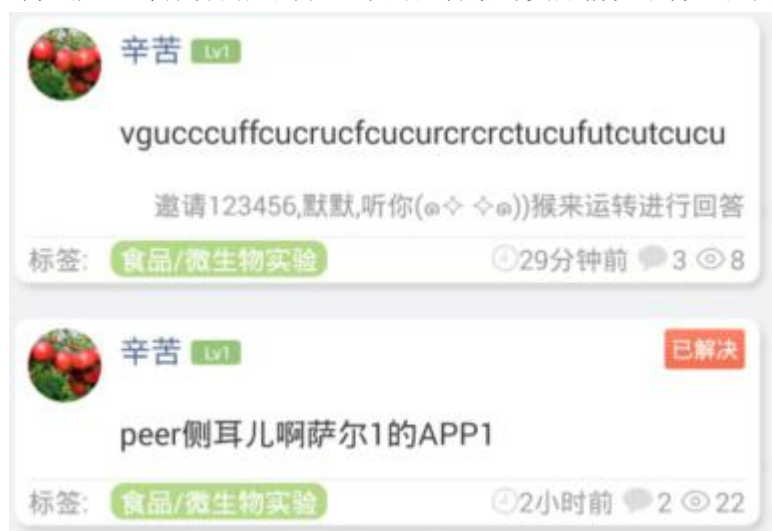 辛苦 Lv1
vgucccuffcucrucfcucurcrcrctucufutcutcucu
邀请123456,默默,听你(๑✧ ✧๑))猴来运转进行回答
标签: 食品/微生物实验 29分钟前 3 8
辛苦 Lv1 已解决
peer侧耳儿啊萨尔1的APP1
标签: 食品/微生物实验 2小时前 2 22